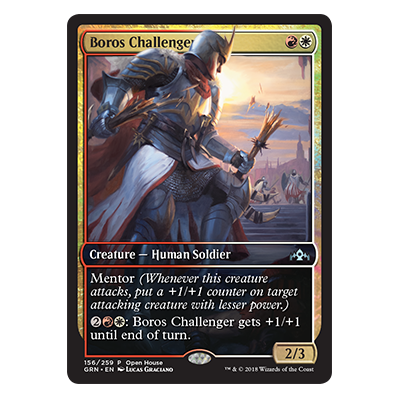 Boros Challenger
Creature — Human Soldier
Mentor (Whenever this creature
attacks, put a +1/+1 counter on target
attacking creature with lesser power.)
2: Boros Challenger gets +1/+1
until end of turn.
2/3
156/259 P Open House
GRN • EN Lucas Graciano
™ & © 2018 Wizards of the Coast